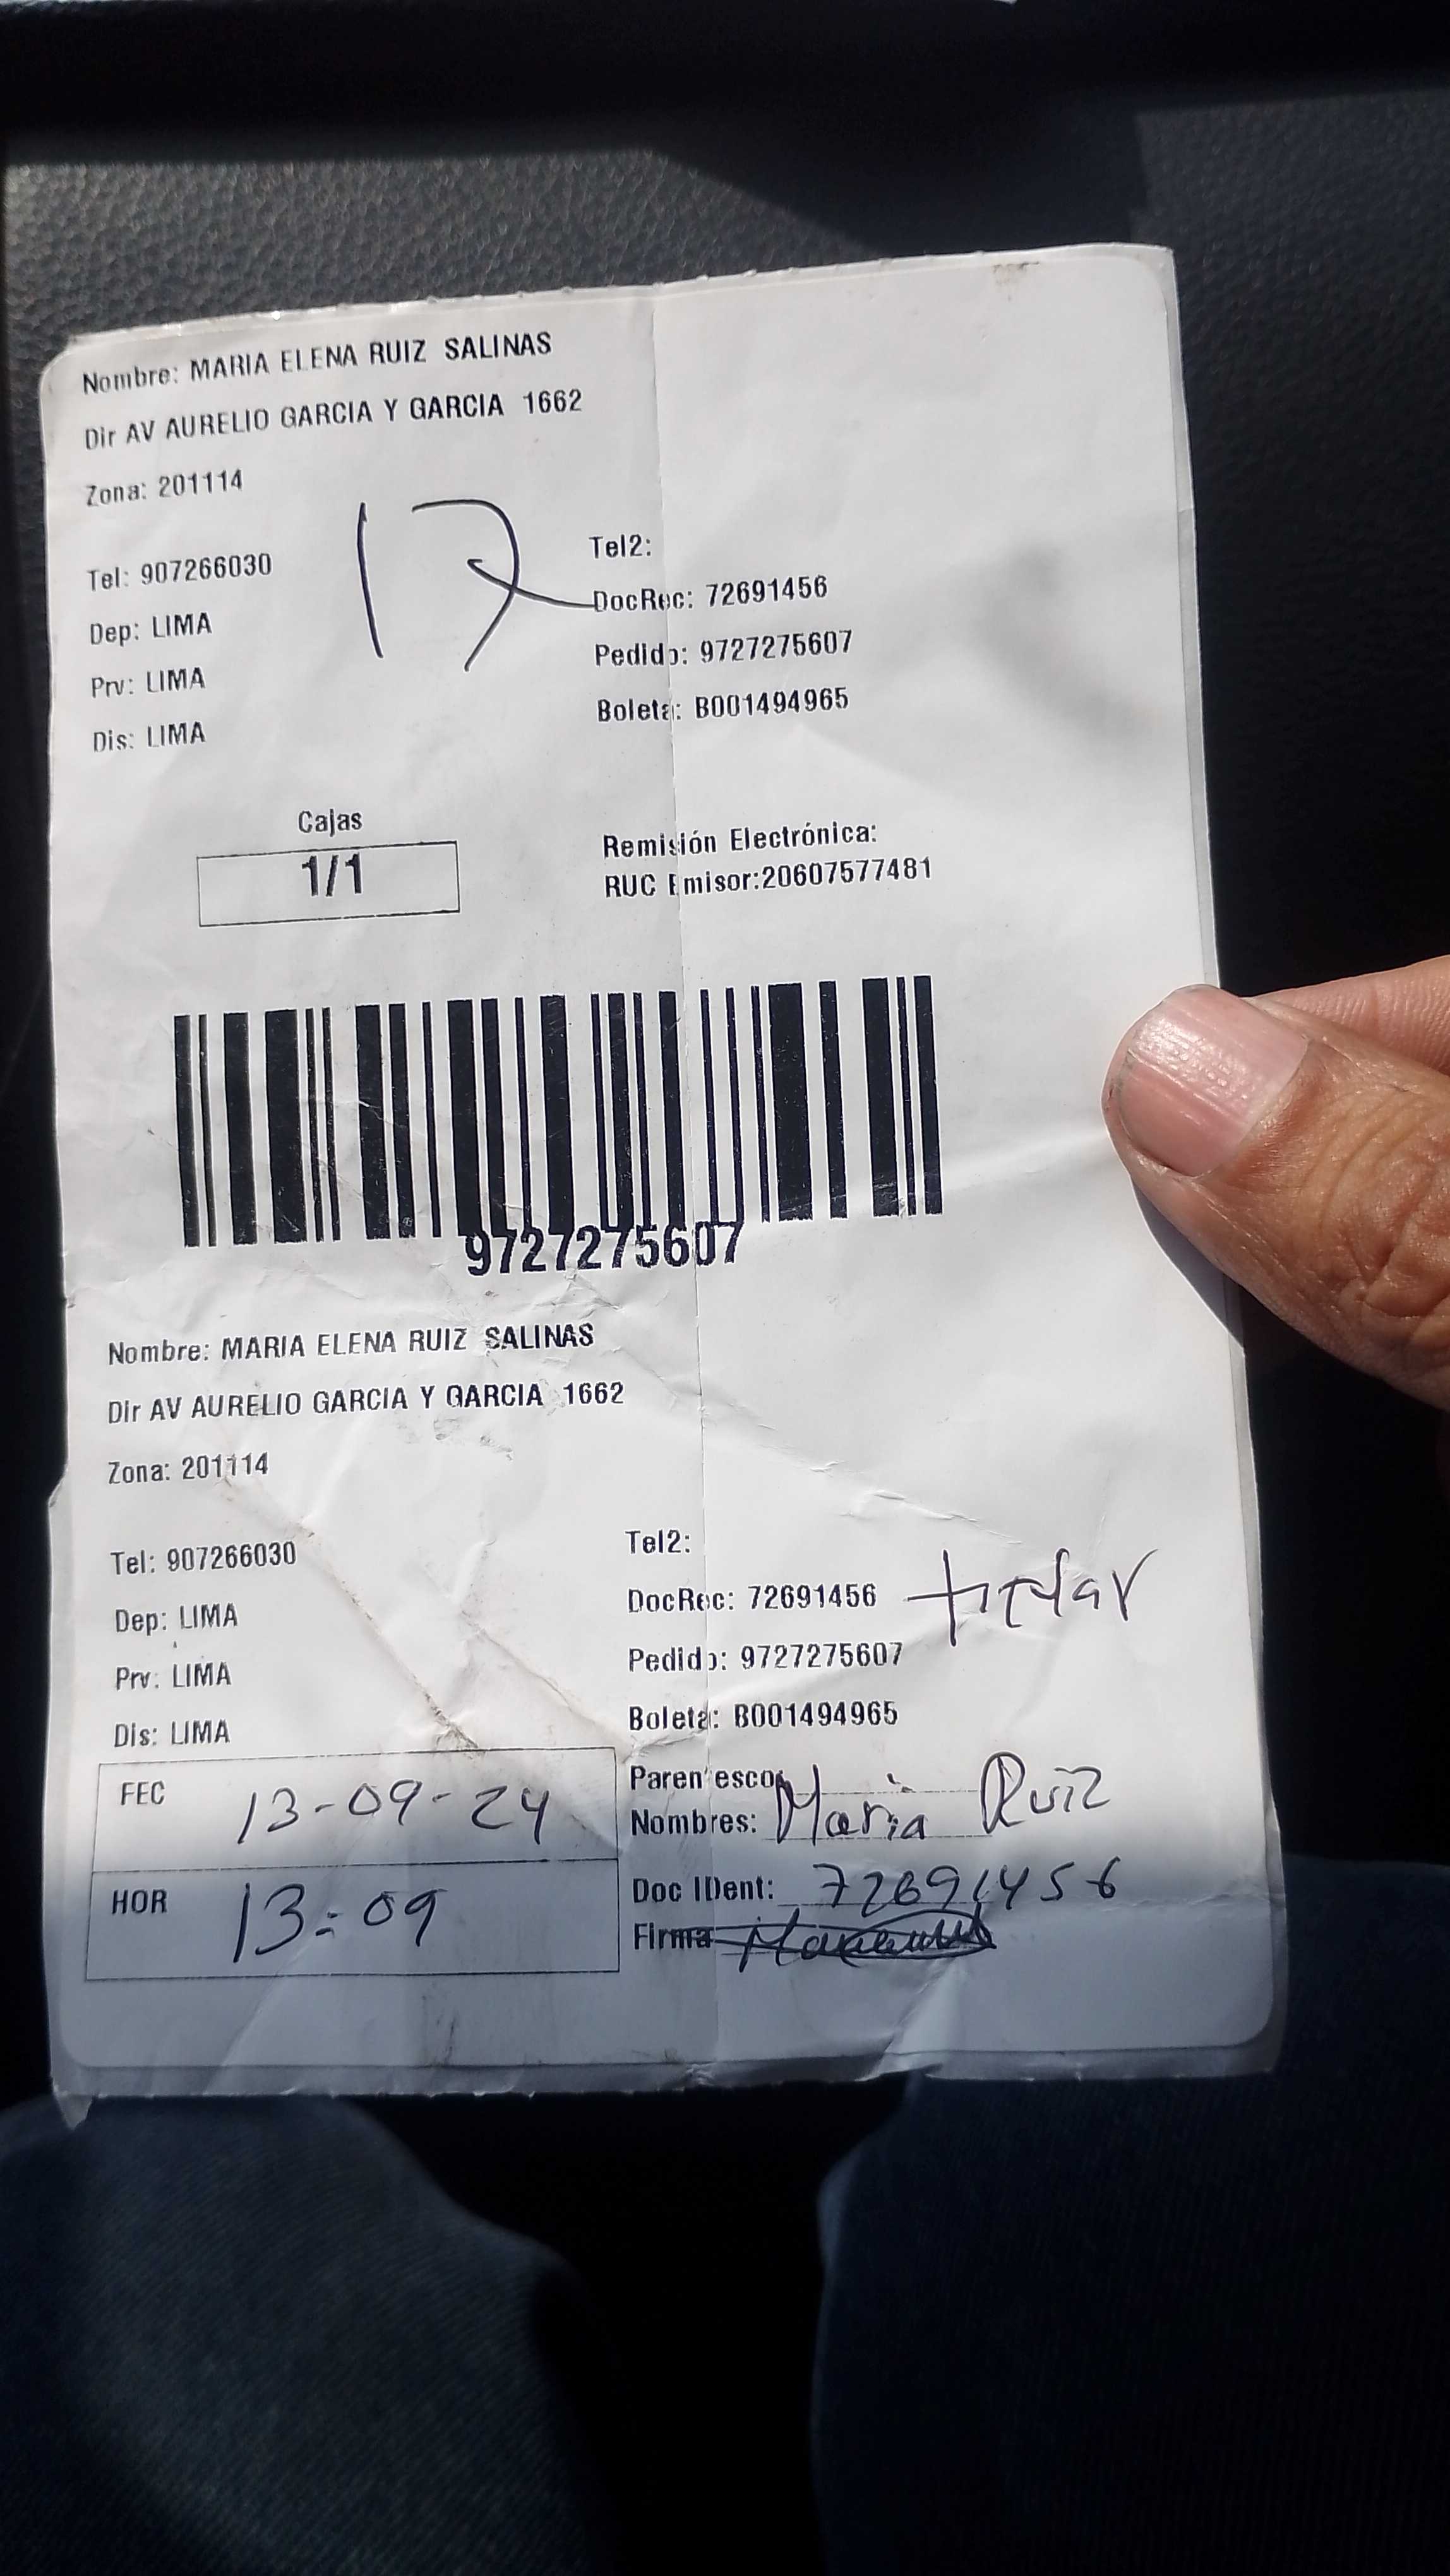 Nombre: MARIA ELENA RUIZ SALINAS
Dir AV AURELIO GARCIA Y GARCIA 1662
Zona: 201114
17
Tel: 907266030
Dep: LIMA
Prv: LIMA
Dis: LIMA
Tel2:
DocRec: 72691456
Pedido: 9727275607
Boleta: B001494965
Cajas
1/1
Remisión Electrónica:
RUC Emisor:20607577481
9727275607
Nombre: MARIA ELENA RUIZ SALINAS
Dir AV AURELIO GARCIA Y GARCIA 1662
Zona: 201114
Tel: 907266030
Dep: LIMA
Prv: LIMA
Dis: LIMA
Tel2:
DocRec: 72691456
Pedido: 9727275607
Boleta: B001494965
FEC 13-09-24
HOR 13:09
Parentesco:
Nombres: Maria Ruiz
Doc IDent: 72691456
Firma